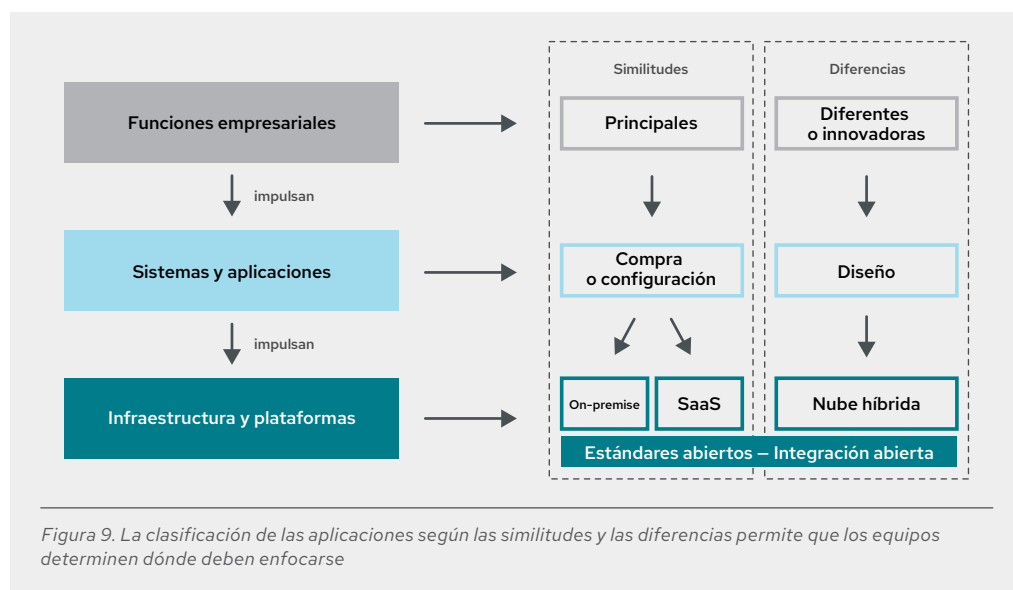 Similitudes
Diferencias
Funciones empresariales
Principales
Diferentes
o innovadoras
impulsan
Sistemas y aplicaciones
Compra
o configuración
Diseño
impulsan
Infraestructura y plataformas
On-premise
SaaS
Nube híbrida
Estándares abiertos — Integración abierta
Figura 9. La clasificación de las aplicaciones según las similitudes y las diferencias permite que los equipos
determinen dónde deben enfocarse